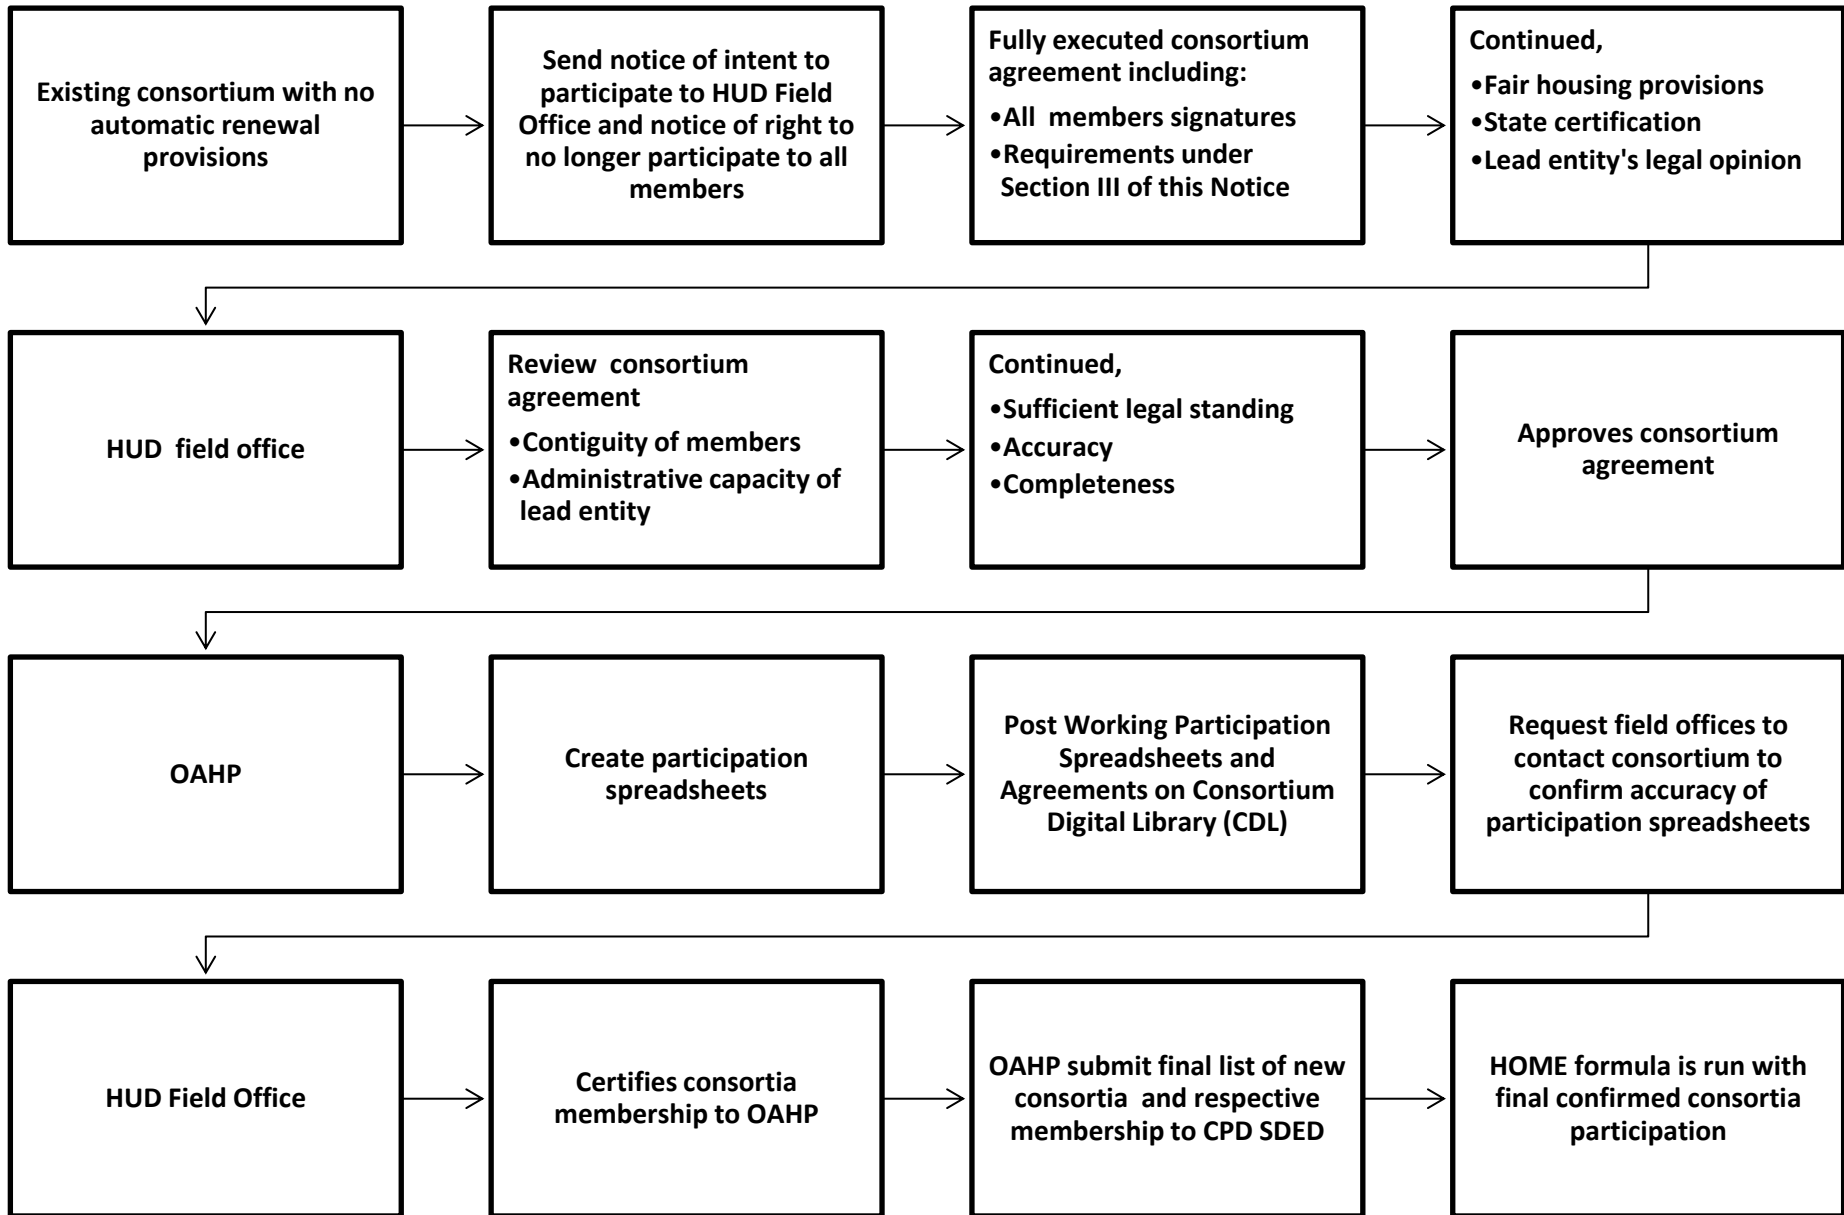 Existing consortium with no
automatic renewal
provisions
Send notice of intent to
participate to HUD Field
Office and notice of right to
no longer participate to all
members
Fully executed consortium
agreement including:
•All  members signatures
•Requirements under
Section III of this Notice
Continued,
•Fair housing provisions
•State certification
•Lead entity's legal opinion
HUD  field office
Review  consortium
agreement
•Contiguity of members
•Administrative capacity of
lead entity
Continued,
•Sufficient legal standing
•Accuracy
•Completeness
Approves consortium
agreement
OAHP
Create participation
spreadsheets
Post Working Participation
Spreadsheets and
Agreements on Consortium
Digital Library (CDL)
Request field offices to
contact consortium to
confirm accuracy of
participation spreadsheets
HUD Field Office
Certifies consortia
membership to OAHP
OAHP submit final list of new
consortia  and respective
membership to CPD SDED
HOME formula is run with
final confirmed consortia
participation